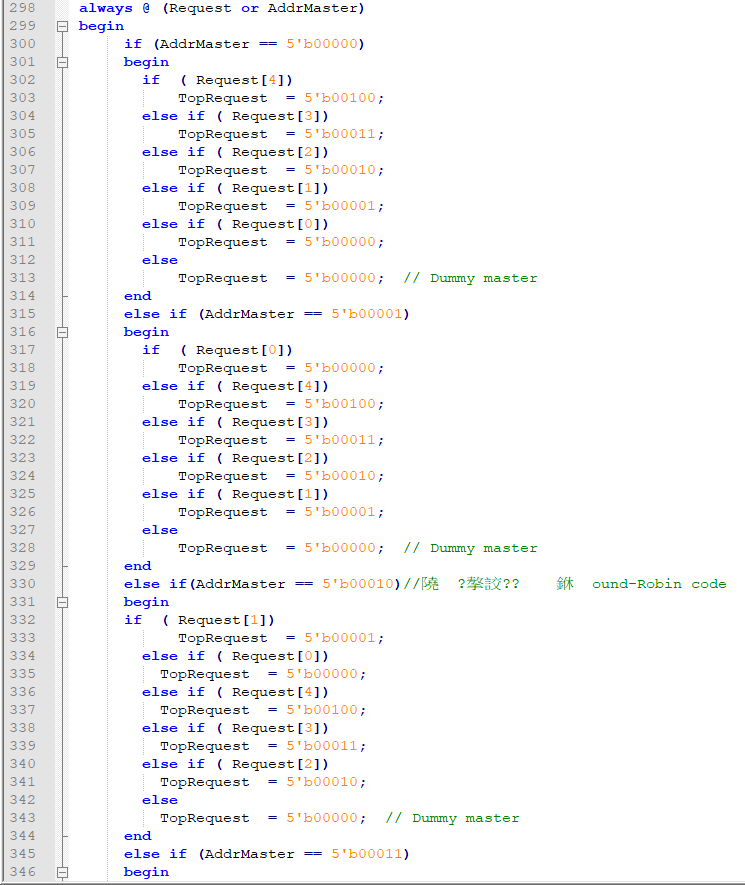 298 always @ (Request or AddrMaster)
299 begin
300 if (AddrMaster == 5'b00000)
301 begin
302 if ( Request[4])
303 TopRequest = 5'b00100;
304 else if ( Request[3])
305 TopRequest = 5'b00011;
306 else if ( Request[2])
307 TopRequest = 5'b00010;
308 else if ( Request[1])
309 TopRequest = 5'b00001;
310 else if ( Request[0])
311 TopRequest = 5'b00000;
312 else
313 TopRequest = 5'b00000; // Dummy master
314 end
315 else if (AddrMaster == 5'b00001)
316 begin
317 if ( Request[0])
318 TopRequest = 5'b00000;
319 else if ( Request[4])
320 TopRequest = 5'b00100;
321 else if ( Request[3])
322 TopRequest = 5'b00011;
323 else if ( Request[2])
324 TopRequest = 5'b00010;
325 else if ( Request[1])
326 TopRequest = 5'b00001;
327 else
328 TopRequest = 5'b00000; // Dummy master
329 end
330 else if(AddrMaster == 5'b00010)//隢 ?撆詨?? 銝 ound-Robin code
331 begin
332 if ( Request[1])
333 TopRequest = 5'b00001;
334 else if ( Request[0])
335 TopRequest = 5'b00000;
336 else if ( Request[4])
337 TopRequest = 5'b00100;
338 else if ( Request[3])
339 TopRequest = 5'b00011;
340 else if ( Request[2])
341 TopRequest = 5'b00010;
342 else
343 TopRequest = 5'b00000; // Dummy master
344 end
345 else if (AddrMaster == 5'b00011)
346 begin